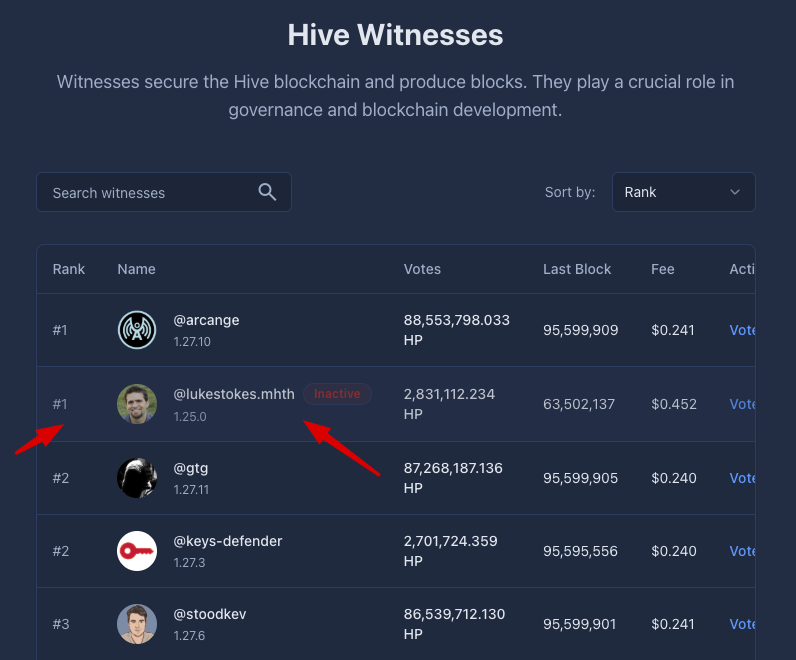 Hive Witnesses
Witnesses secure the Hive blockchain and produce blocks. They play a crucial role in
governance and blockchain development.
Search witnesses
Sort by: Rank
Rank Name Votes Last Block Fee Acti
#1 @arcange 1.27.10 88,553,798.033 HP 95,599,909 $0.241 Vote
#1 @lukestokes.mhth Inactive 1.25.0 2,831,112.234 HP 63,502,137 $0.452 Vote
#2 @gtg 1.27.11 87,268,187.136 HP 95,599,905 $0.240 Vote
#2 @keys-defender 1.27.3 2,701,724.359 HP 95,595,556 $0.240 Vote
#3 @stoodkev 1.27.6 86,539,712.130 HP 95,599,901 $0.241 Vote